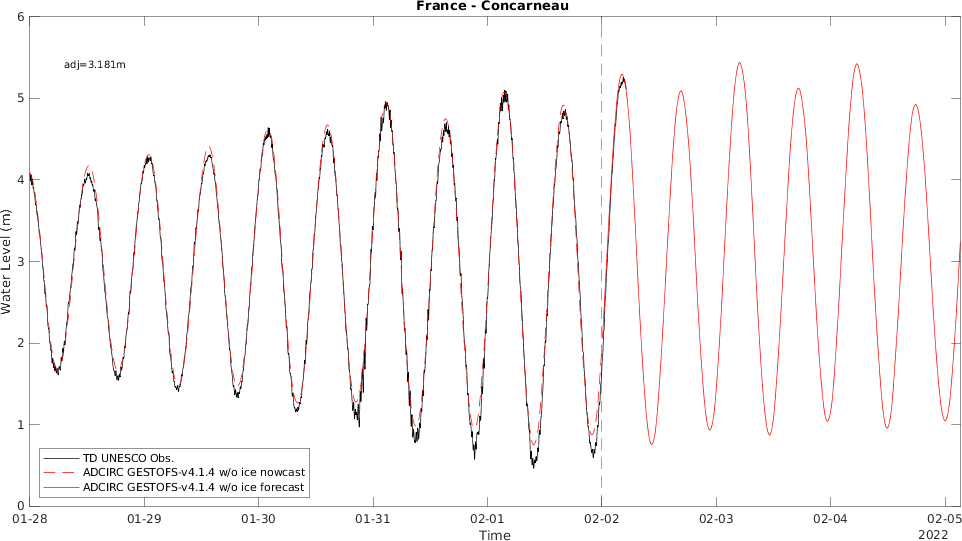 France - Concarneau
adj=3.181m
Water Level (m)
6
5
4
3
2
1
0
TD UNESCO Obs.
ADCIRC GESTOFS-v4.1.4 w/o ice nowcast
ADCIRC GESTOFS-v4.1.4 w/o ice forecast
01-28 01-29 01-30 01-31 02-01 02-02 02-03 02-04 02-05
Time
2022